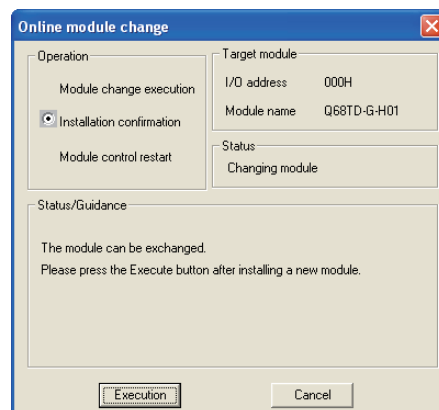 Online module change
Operation
Module change execution
Installation confirmation
Module control restart
Target module
I/O address 000H
Module name Q68TD-G-H01
Status
Changing module
Status/Guidance
The module can be exchanged.
Please press the Execute button after installing a new module.
Execution Cancel